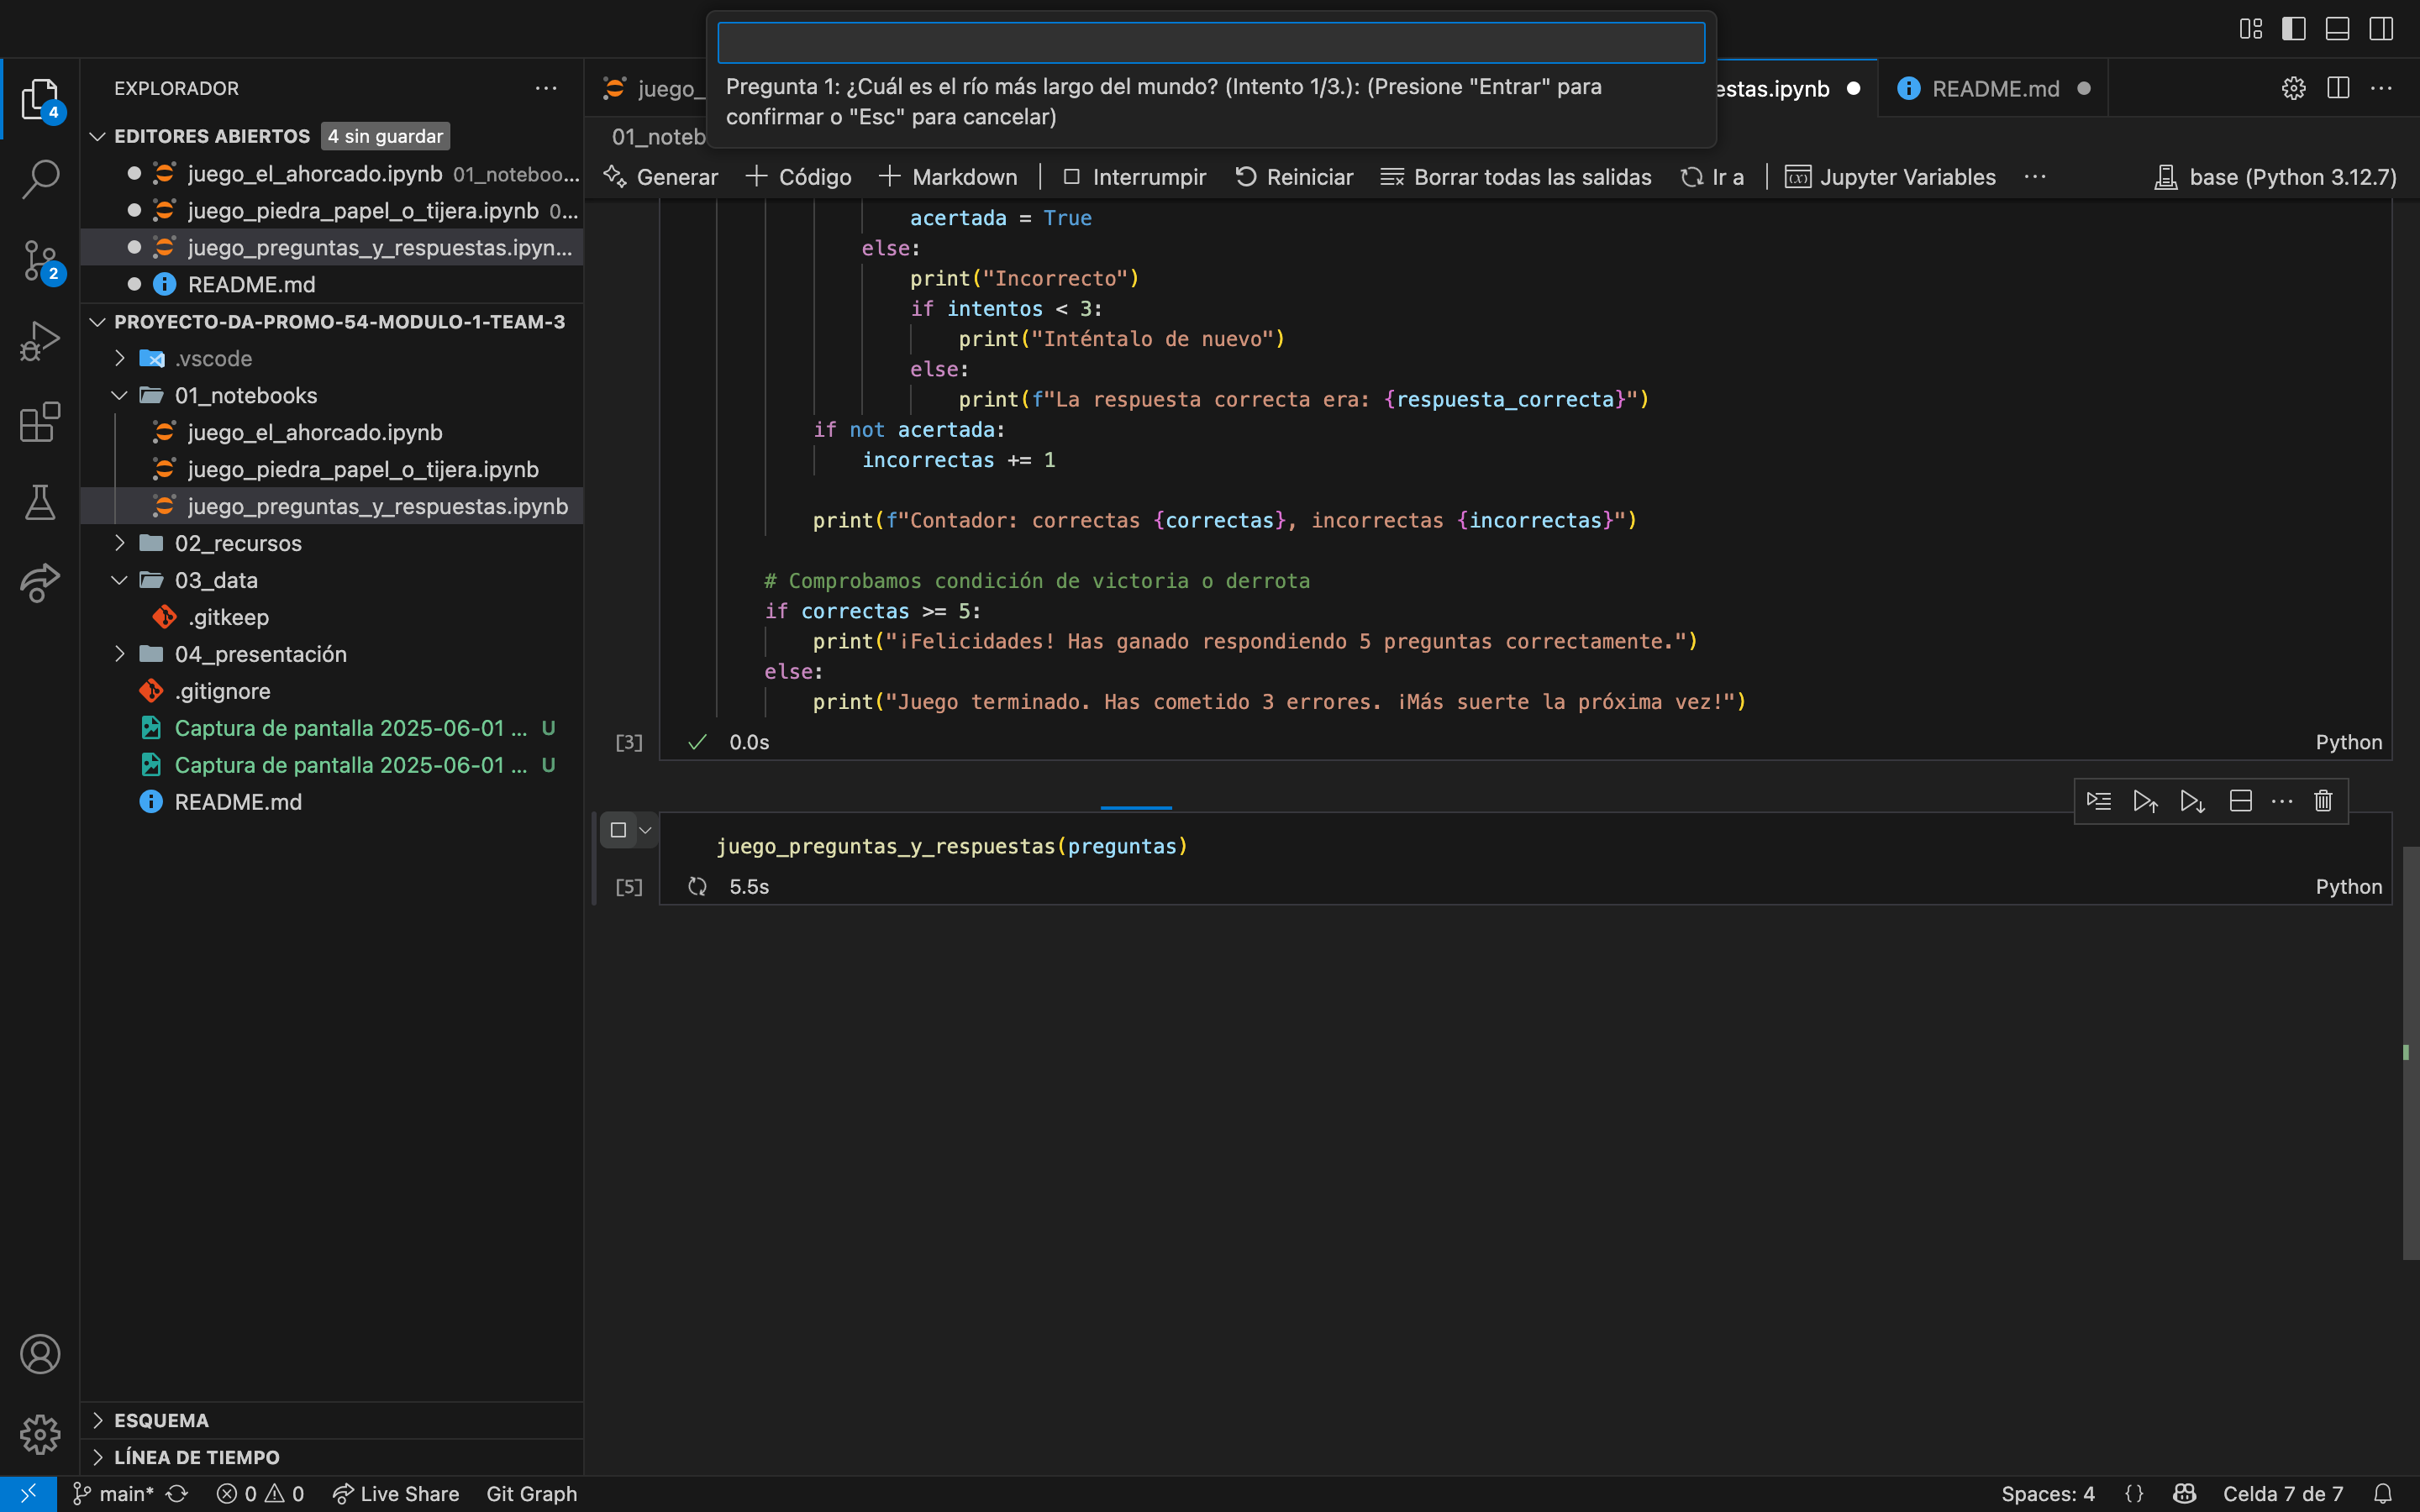 Pregunta 1: ¿Cuál es el río más largo del mundo? (Intento 1/3.): (Presione "Entrar" para
confirmar o "Esc" para cancelar)
EXPLORADOR
juego_
estas.ipynb
README.md
EDITORES ABIERTOS 4 sin guardar
01_noteb
juego_el_ahorcado.ipynb 01_noteboo...
Generar
Código
Markdown
Interrumpir
Reiniciar
Borrar todas las salidas
Ir a
Jupyter Variables
base (Python 3.12.7)
juego_piedra_papel_o_tijera.ipynb 0...
juego_preguntas_y_respuestas.ipyn...
README.md
4
2
PROYECTO-DA-PROMO-54-MODULO-1-TEAM-3
.vscode
01_notebooks
juego_el_ahorcado.ipynb
juego_piedra_papel_o_tijera.ipynb
juego_preguntas_y_respuestas.ipynb
02_recursos
03_data
.gitkeep
04_presentación
.gitignore
Captura de pantalla 2025-06-01 ... U
Captura de pantalla 2025-06-01 ... U
README.md
acertada = True
else:
print("Incorrecto")
if intentos < 3:
print("Inténtalo de nuevo")
else:
print(f"La respuesta correcta era: {respuesta_correcta}")
if not acertada:
incorrectas += 1
print(f"Contador: correctas {correctas}, incorrectas {incorrectas}")
# Comprobamos condición de victoria o derrota
if correctas >= 5:
print("¡Felicidades! Has ganado respondiendo 5 preguntas correctamente.")
else:
print("Juego terminado. Has cometido 3 errores. ¡Más suerte la próxima vez!")
[3] 0.0s Python
juego_preguntas_y_respuestas(preguntas)
[5] 5.5s Python
ESQUEMA
LÍNEA DE TIEMPO
main* 0 0 Live Share Git Graph Spaces: 4 {} Celda 7 de 7